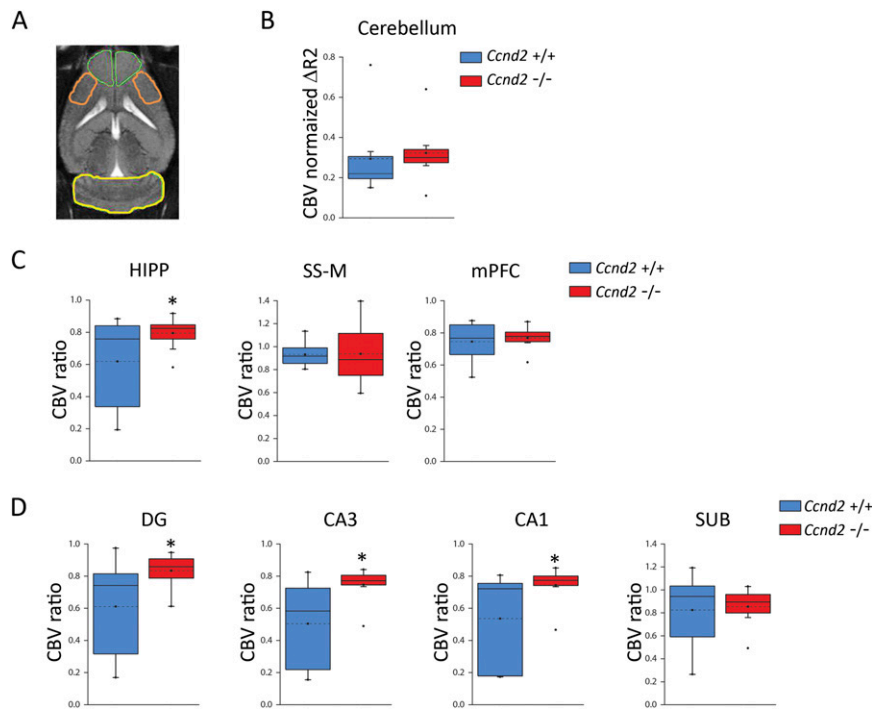 A
B
Cerebellum
Ccnd2 +/+
Ccnd2 -/-
CBV normaized ΔR2
0.8
0.6
0.4
0.2
0.0
C
HIPP
SS-M
mPFC
Ccnd2 +/+
Ccnd2 -/-
*
CBV ratio
1.0
0.8
0.6
0.4
0.2
0.0
CBV ratio
1.4
1.2
1.0
0.8
0.6
0.4
0.2
0.0
CBV ratio
1.0
0.8
0.6
0.4
0.2
0.0
D
DG
CA3
CA1
SUB
Ccnd2 +/+
Ccnd2 -/-
*
CBV ratio
1.0
0.8
0.6
0.4
0.2
0.0
*
CBV ratio
1.0
0.8
0.6
0.4
0.2
0.0
*
CBV ratio
1.0
0.8
0.6
0.4
0.2
0.0
CBV ratio
1.4
1.2
1.0
0.8
0.6
0.4
0.2
0.0